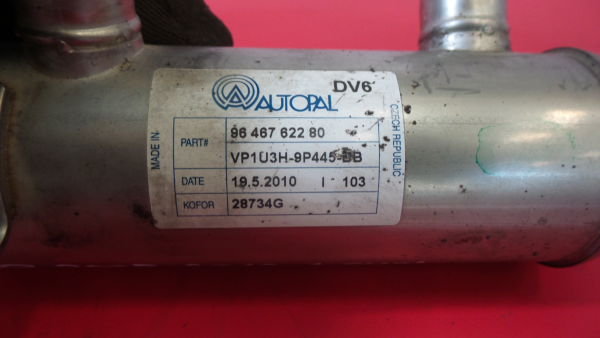 AUTOPAL
DV6
MADE IN
CZECH REPUBLIC
PART# 96 467 622 80
VP1U3H-9P445-DB
DATE 19.5.2010 I 103
KOFOR 28734G